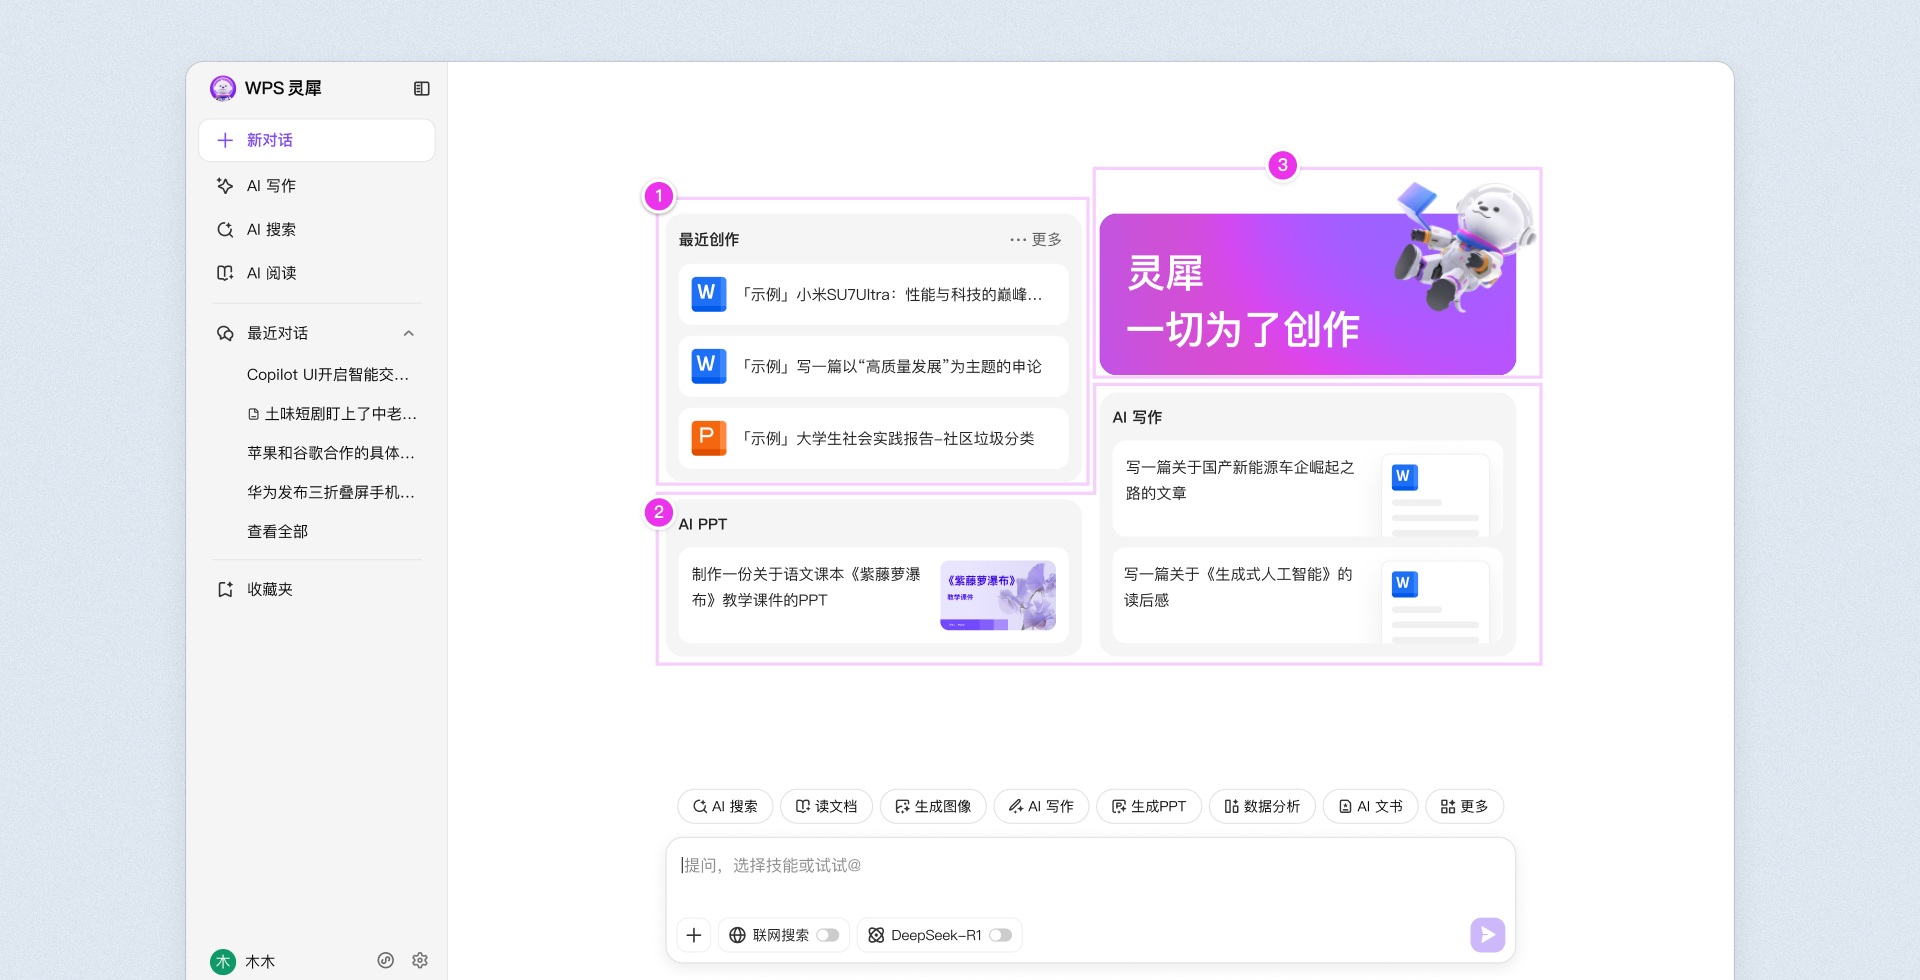 WPS 灵犀
新对话
AI 写作
AI 搜索
AI 阅读
最近对话
Copilot UI开启智能交...
土味短剧盯上了中老...
苹果和谷歌合作的具体...
华为发布三折叠屏手机...
查看全部
收藏夹
木 木木
1
最近创作
··· 更多
W 「示例」小米SU7Ultra：性能与科技的巅峰...
W 「示例」写一篇以“高质量发展”为主题的申论
P 「示例」大学生社会实践报告-社区垃圾分类
2
AI PPT
制作一份关于语文课本《紫藤萝瀑
布》教学课件的PPT
《紫藤萝瀑布》
教学课件
3
灵犀
一切为了创作
AI 写作
写一篇关于国产新能源车企崛起之
路的文章
W
写一篇关于《生成式人工智能》的
读后感
W
AI 搜索
读文档
生成图像
AI 写作
生成PPT
数据分析
AI 文书
更多
提问，选择技能或试试@
联网搜索
DeepSeek-R1